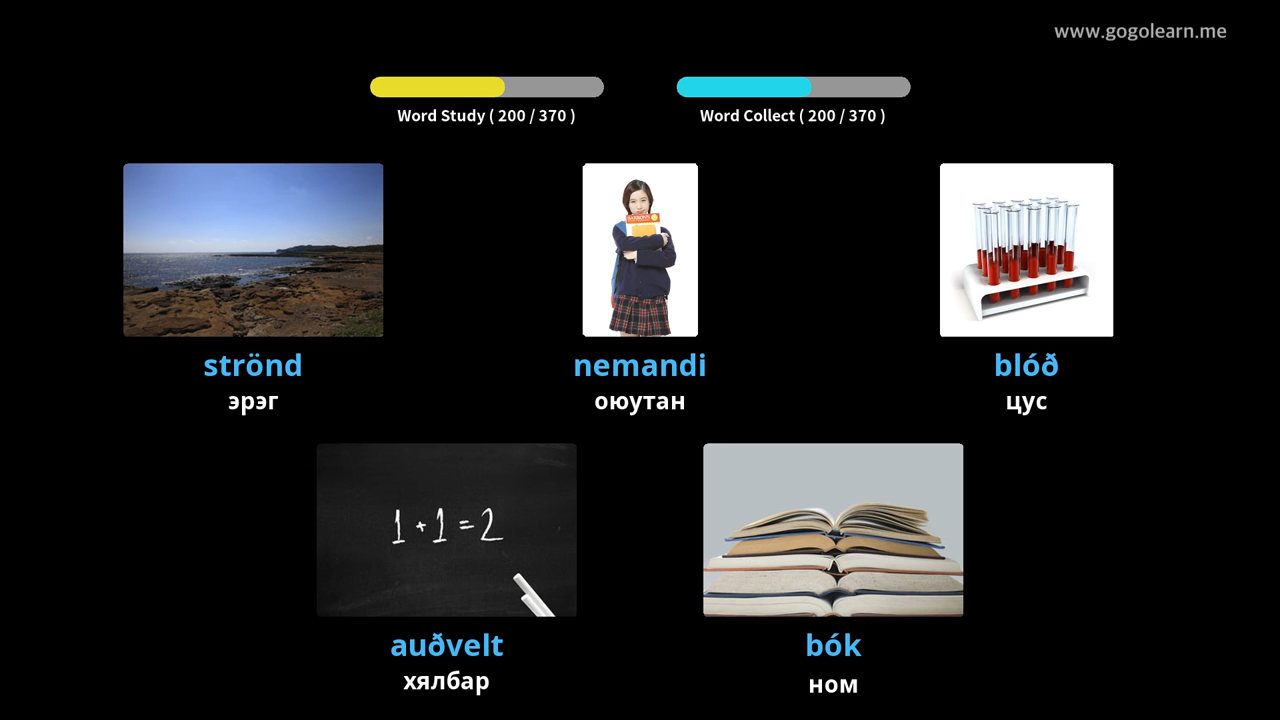 www.gogolearn.me
Word Study ( 200 / 370 )
Word Collect ( 200 / 370 )
strönd
эрэг
nemandi
оюутан
blóð
цус
1 + 1 = 2
auðvelt
хялбар
bók
ном